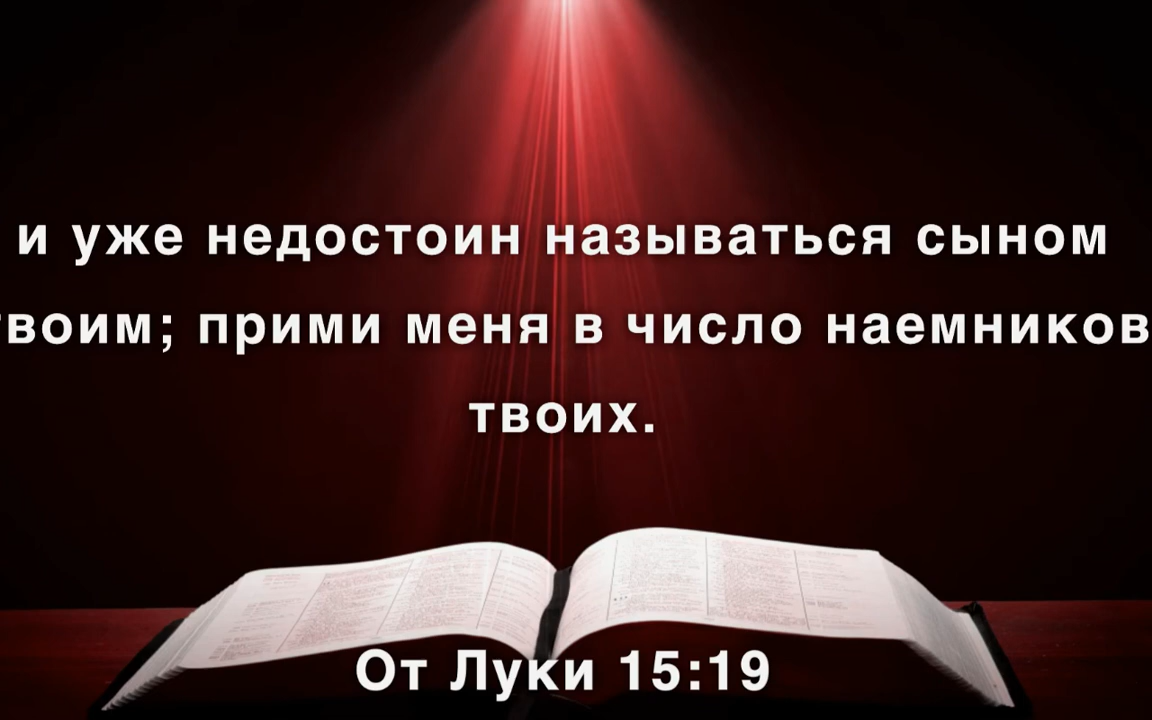 и уже недостоин называться сыном
твоим; прими меня в число наемников
твоих.
От Луки 15:19